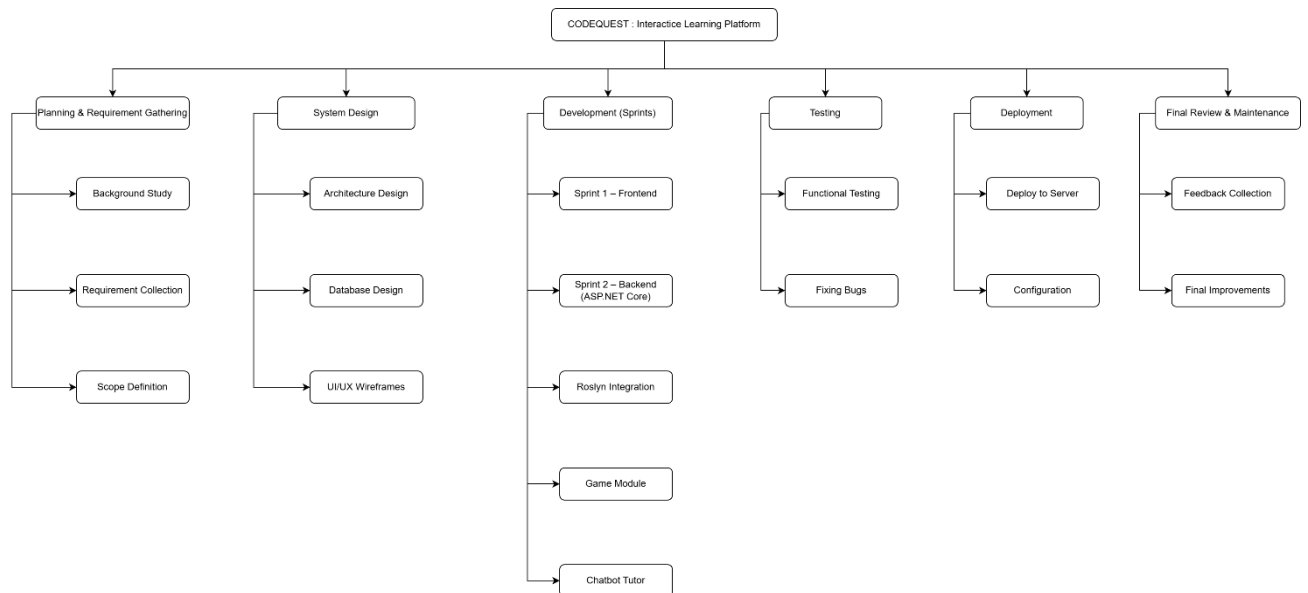 CODEQUEST : Interactice Learning Platform
Planning & Requirement Gathering
System Design
Development (Sprints)
Testing
Deployment
Final Review & Maintenance
Background Study
Architecture Design
Sprint 1 – Frontend
Functional Testing
Deploy to Server
Feedback Collection
Requirement Collection
Database Design
Sprint 2 – Backend
(ASP.NET Core)
Fixing Bugs
Configuration
Final Improvements
Scope Definition
UI/UX Wireframes
Roslyn Integration
Game Module
Chatbot Tutor